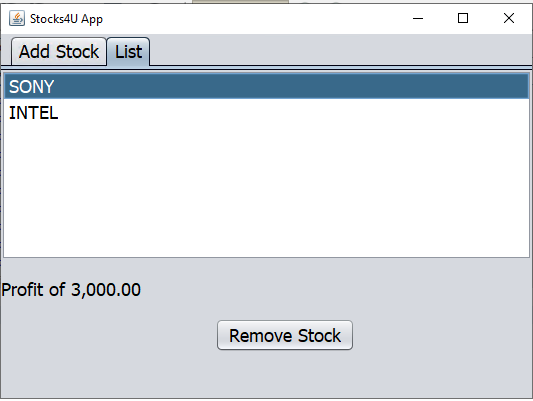 Stocks4U App
Add Stock List
SONY
INTEL
Profit of 3,000.00
Remove Stock